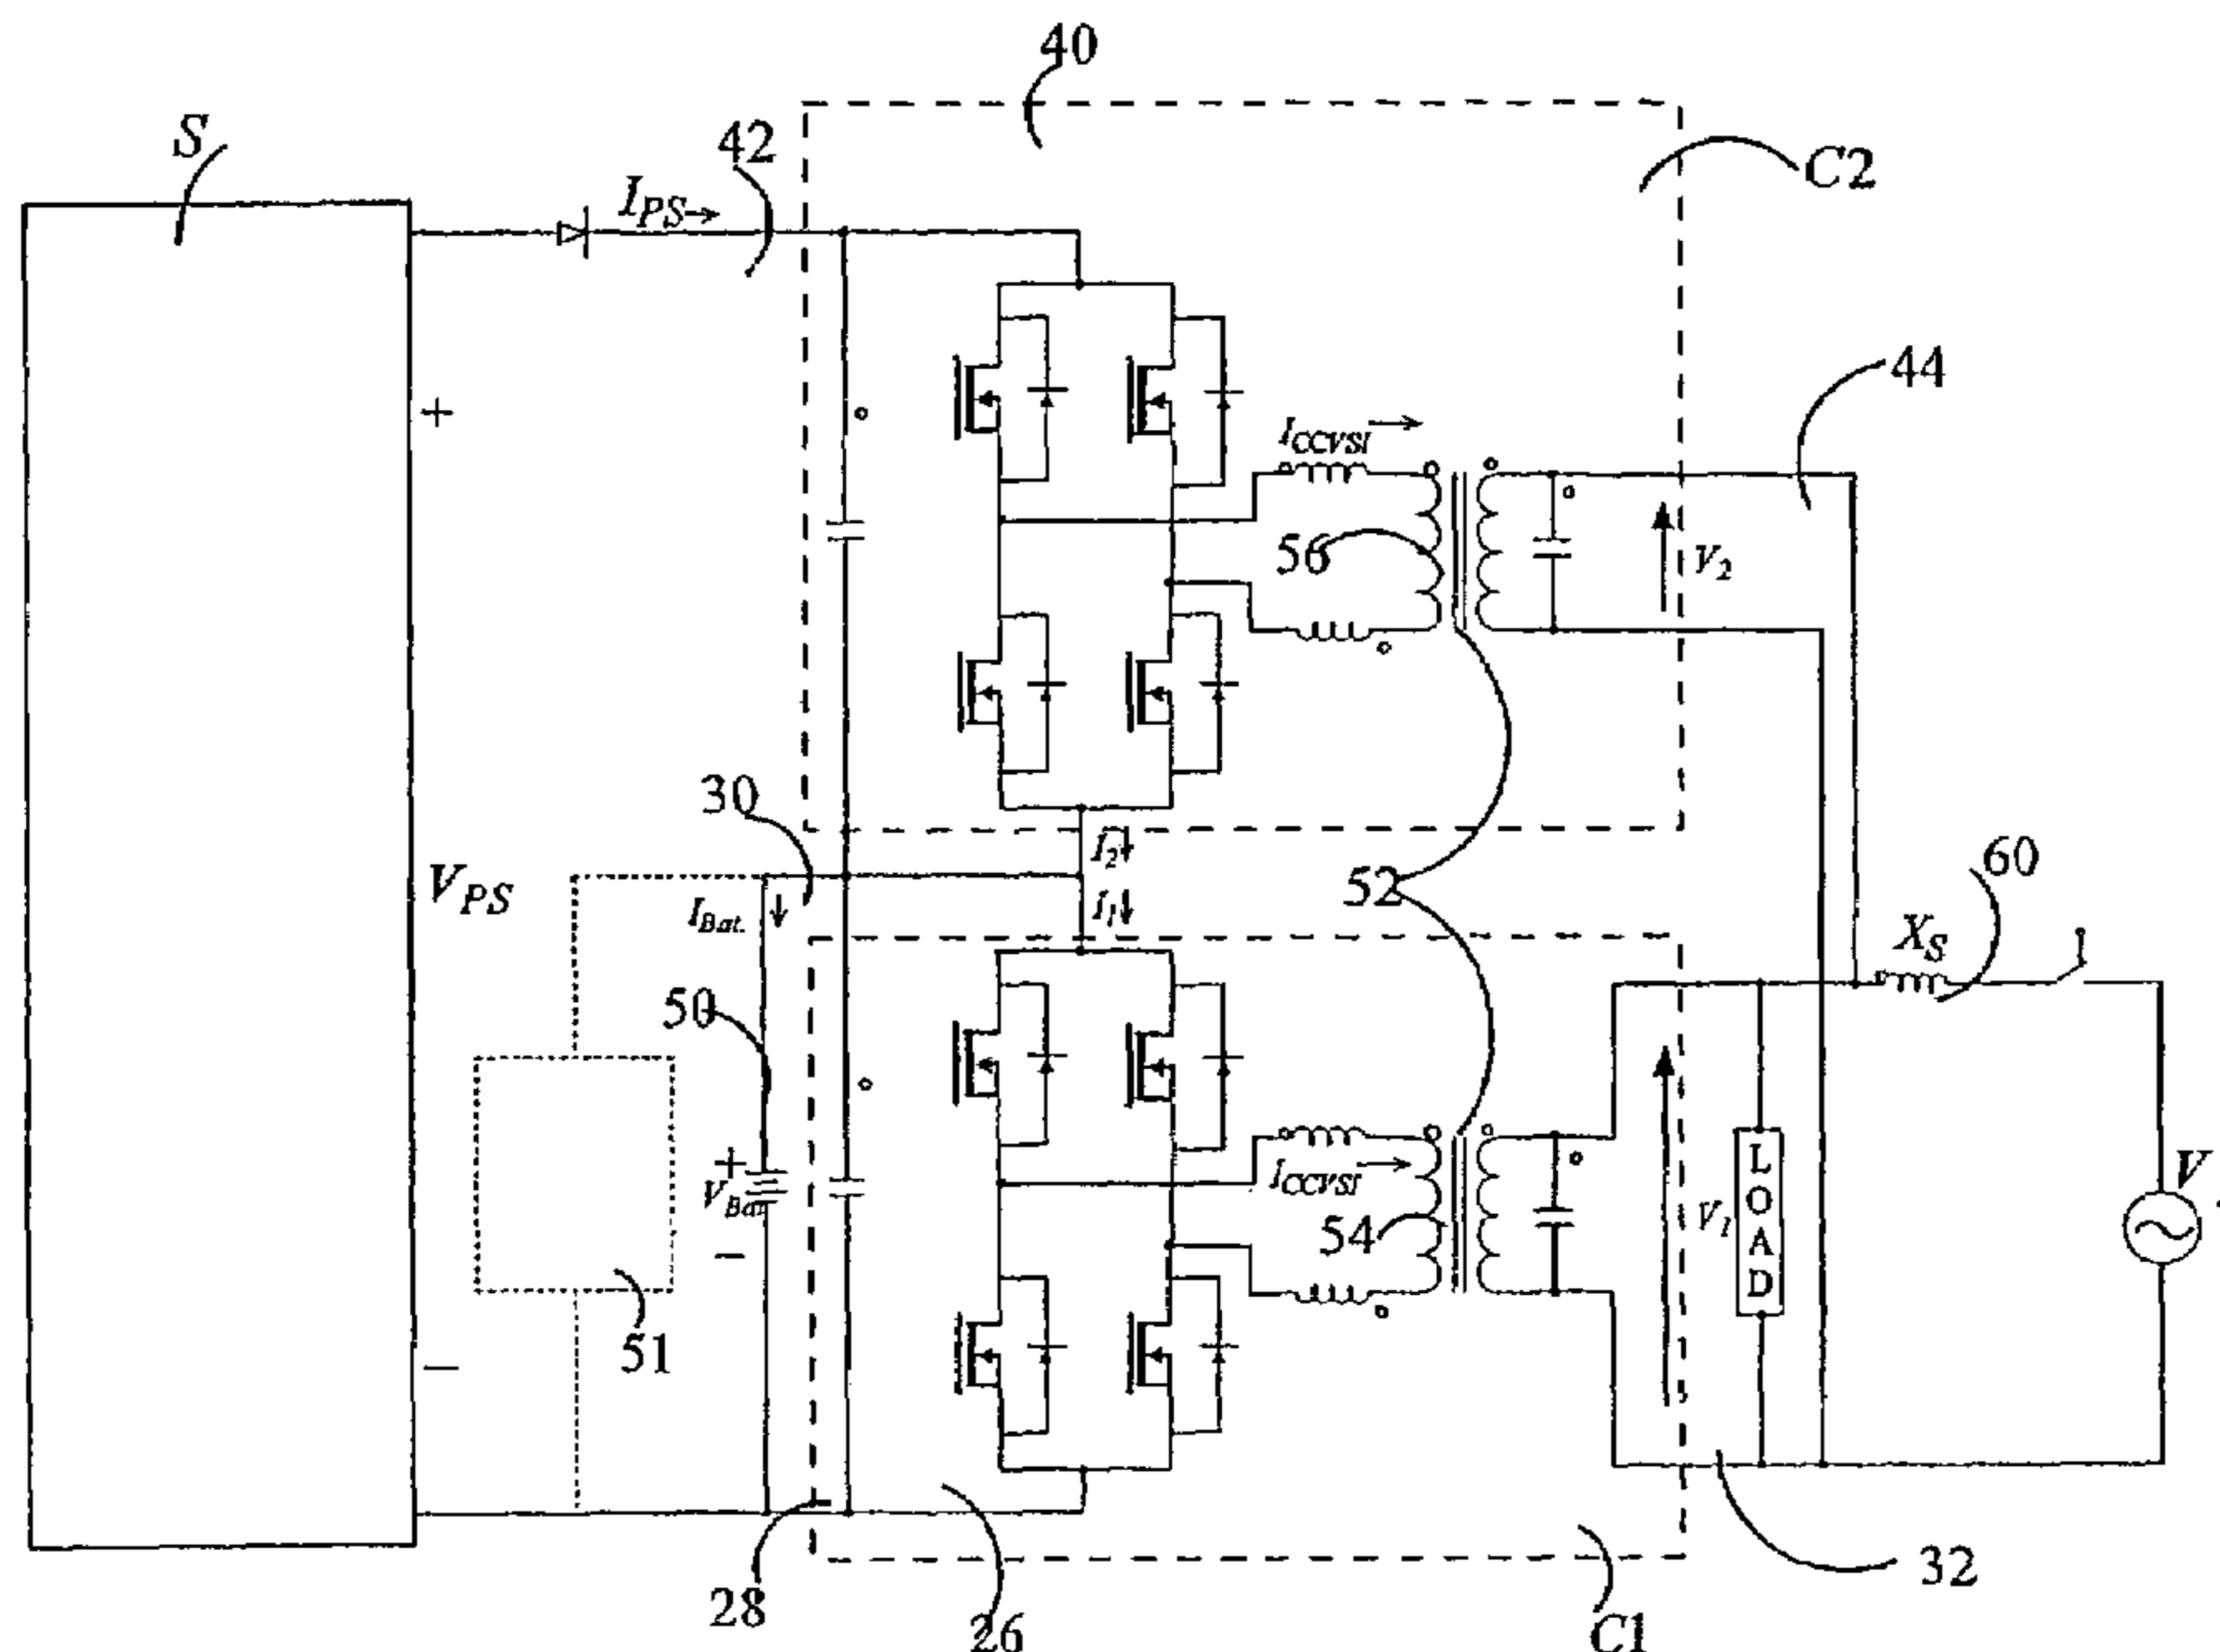 40
S
42
C2
I_PS
44
+
I_CCVSI
56
V_2
30
I_2
V_PS
52
60
I_Bat.
I_1
X_S
50
+
V_Bat
I_CCVSI
LOAD
V
V_1
54
−
51
−
32
28
26
C1